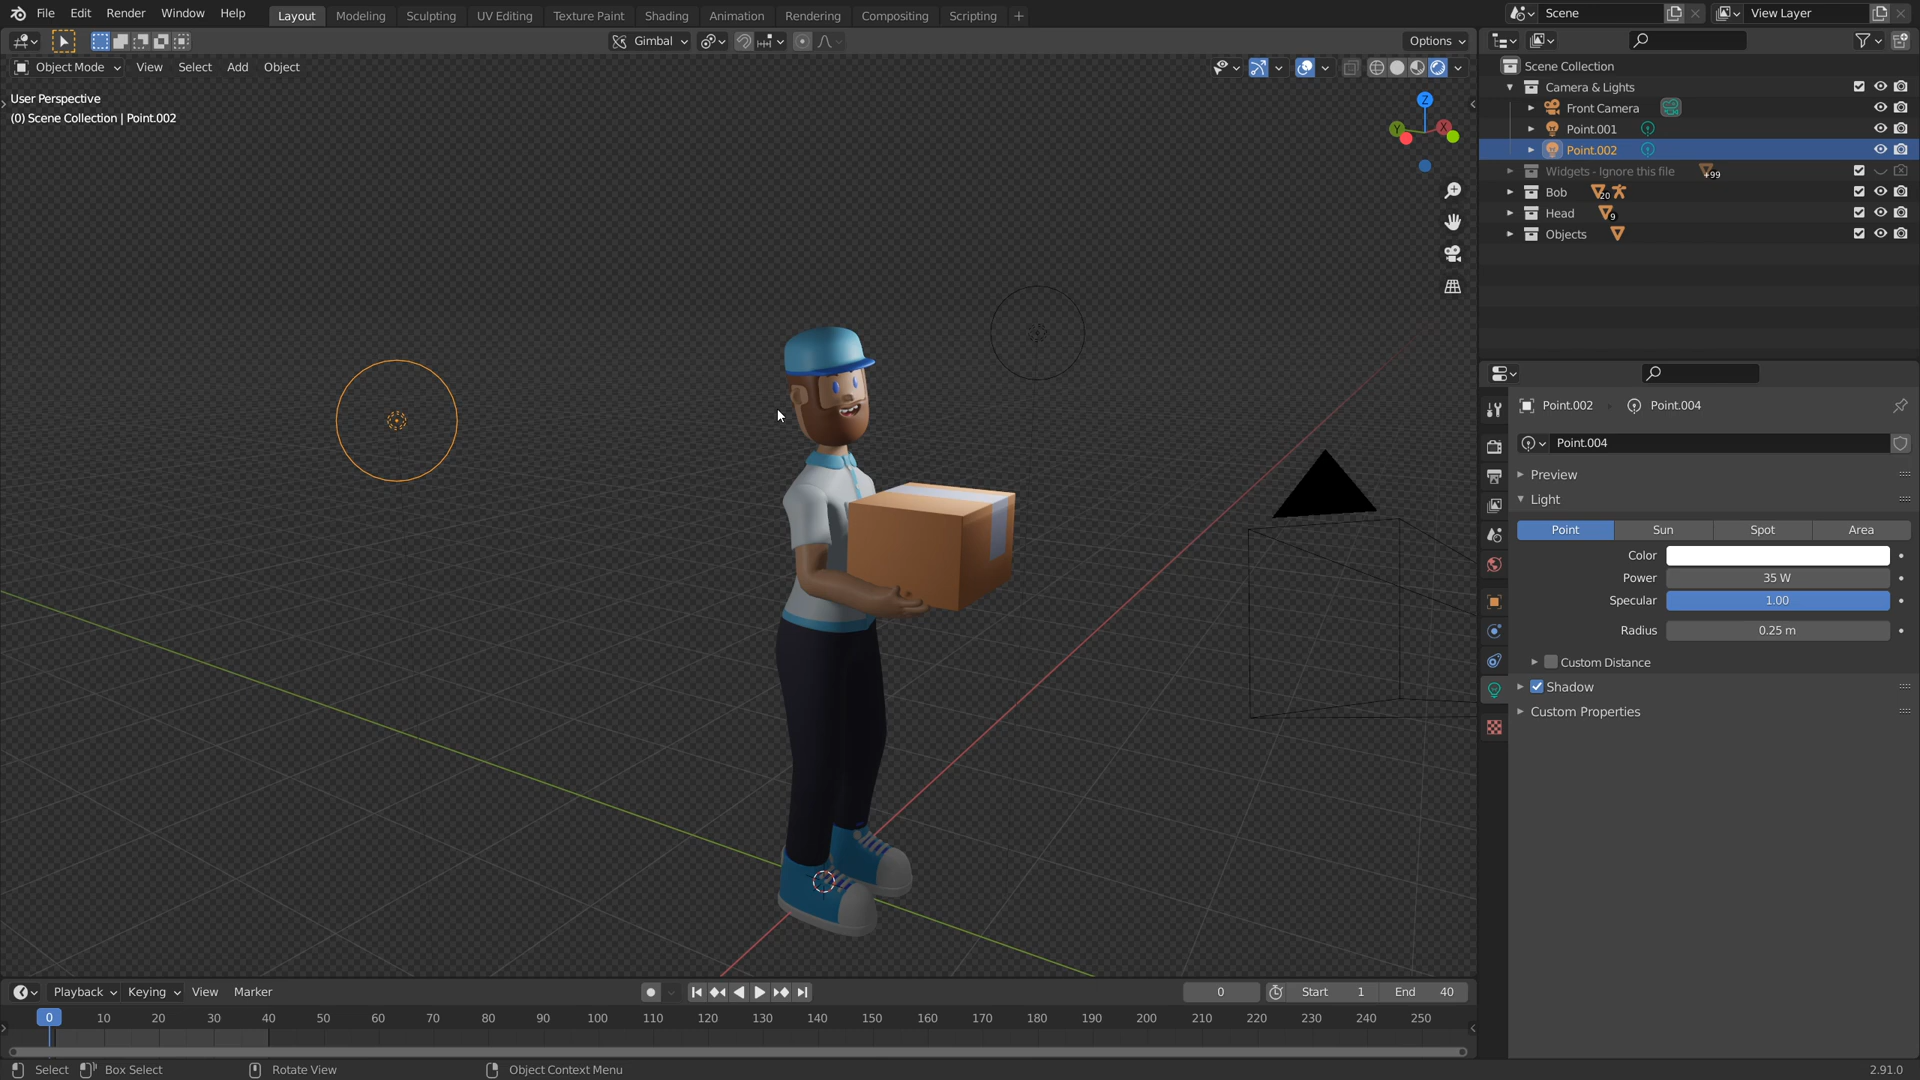 File Edit Render Window Help Layout Modeling Sculpting UV Editing Texture Paint Shading Animation Rendering Compositing Scripting + Scene View Layer
Gimbal Options
Object Mode View Select Add Object
User Perspective
(0) Scene Collection | Point.002
Z
Y
X
Scene Collection
Camera & Lights
Front Camera
Point.001
Point.002
Widgets - Ignore this file +99
Bob 20
Head 9
Objects
Point.002 Point.004
Point.004
Preview
Light
Point Sun Spot Area
Color
Power 35 W
Specular 1.00
Radius 0.25 m
Custom Distance
Shadow
Custom Properties
Playback Keying View Marker 0 Start 1 End 40
0 10 20 30 40 50 60 70 80 90 100 110 120 130 140 150 160 170 180 190 200 210 220 230 240 250
Select Box Select Rotate View Object Context Menu 2.91.0